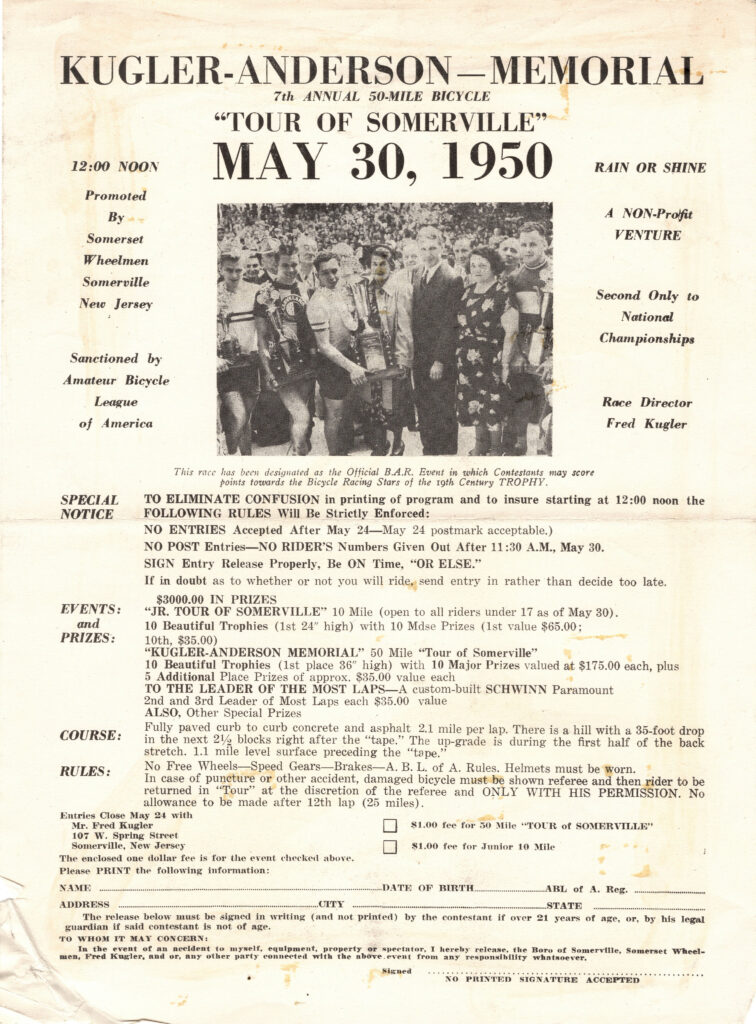 KUGLER-ANDERSON—MEMORIAL
7th ANNUAL 50-MILE BICYCLE
"TOUR OF SOMERVILLE"
MAY 30, 1950
12:00 NOON
Promoted
By
Somerset
Wheelmen
Somerville
New Jersey
Sanctioned by
Amateur Bicycle
League
of America
RAIN OR SHINE
A NON-Profit
VENTURE
Second Only to
National
Championships
Race Director
Fred Kugler
This race has been designated as the Official B.A.R. Event in which Contestants may score
points towards the Bicycle Racing Stars of the 19th Century TROPHY.
SPECIAL NOTICE
TO ELIMINATE CONFUSION in printing of program and to insure starting at 12:00 noon the
FOLLOWING RULES Will Be Strictly Enforced:
NO ENTRIES Accepted After May 24—May 24 postmark acceptable.)
NO POST Entries—NO RIDER'S Numbers Given Out After 11:30 A.M., May 30.
SIGN Entry Release Properly, Be ON Time, "OR ELSE."
If in doubt as to whether or not you will ride, send entry in rather than decide too late.
$3000.00 IN PRIZES
EVENTS: and PRIZES:
"JR. TOUR OF SOMERVILLE" 10 Mile (open to all riders under 17 as of May 30).
10 Beautiful Trophies (1st 24" high) with 10 Mdse Prizes (1st value $65.00;
10th, $35.00)
"KUGLER-ANDERSON MEMORIAL" 50 Mile "Tour of Somerville"
10 Beautiful Trophies (1st place 36" high) with 10 Major Prizes valued at $175.00 each, plus
5 Additional Place Prizes of approx. $35.00 value each
TO THE LEADER OF THE MOST LAPS—A custom-built SCHWINN Paramount
2nd and 3rd Leader of Most Laps each $35.00 value
ALSO, Other Special Prizes
COURSE:
Fully paved curb to curb concrete and asphalt 2.1 mile per lap. There is a hill with a 35-foot drop
in the next 2½ blocks right after the "tape." The up-grade is during the first half of the back
stretch. 1.1 mile level surface preceding the "tape."
RULES:
No Free Wheels—Speed Gears—Brakes—A. B. L. of A. Rules. Helmets must be worn.
In case of puncture or other accident, damaged bicycle must be shown referee and then rider to be
returned in "Tour" at the discretion of the referee and ONLY WITH HIS PERMISSION. No
allowance to be made after 12th lap (25 miles).
Entries Close May 24 with
Mr. Fred Kugler
107 W. Spring Street
Somerville, New Jersey
$1.00 fee for 50 Mile "TOUR of SOMERVILLE"
$1.00 fee for Junior 10 Mile
The enclosed one dollar fee is for the event checked above.
Please PRINT the following information:
NAME DATE OF BIRTH ABL of A. Reg.
ADDRESS CITY STATE
The release below must be signed in writing (and not printed) by the contestant if over 21 years of age, or, by his legal
guardian if said contestant is not of age.
TO WHOM IT MAY CONCERN:
In the event of an accident to myself, equipment, property or spectator, I hereby release, the Boro of Somerville, Somerset Wheel-
men, Fred Kugler, and or, any other party connected with the above event from any responsibility whatsoever.
Signed
NO PRINTED SIGNATURE ACCEPTED